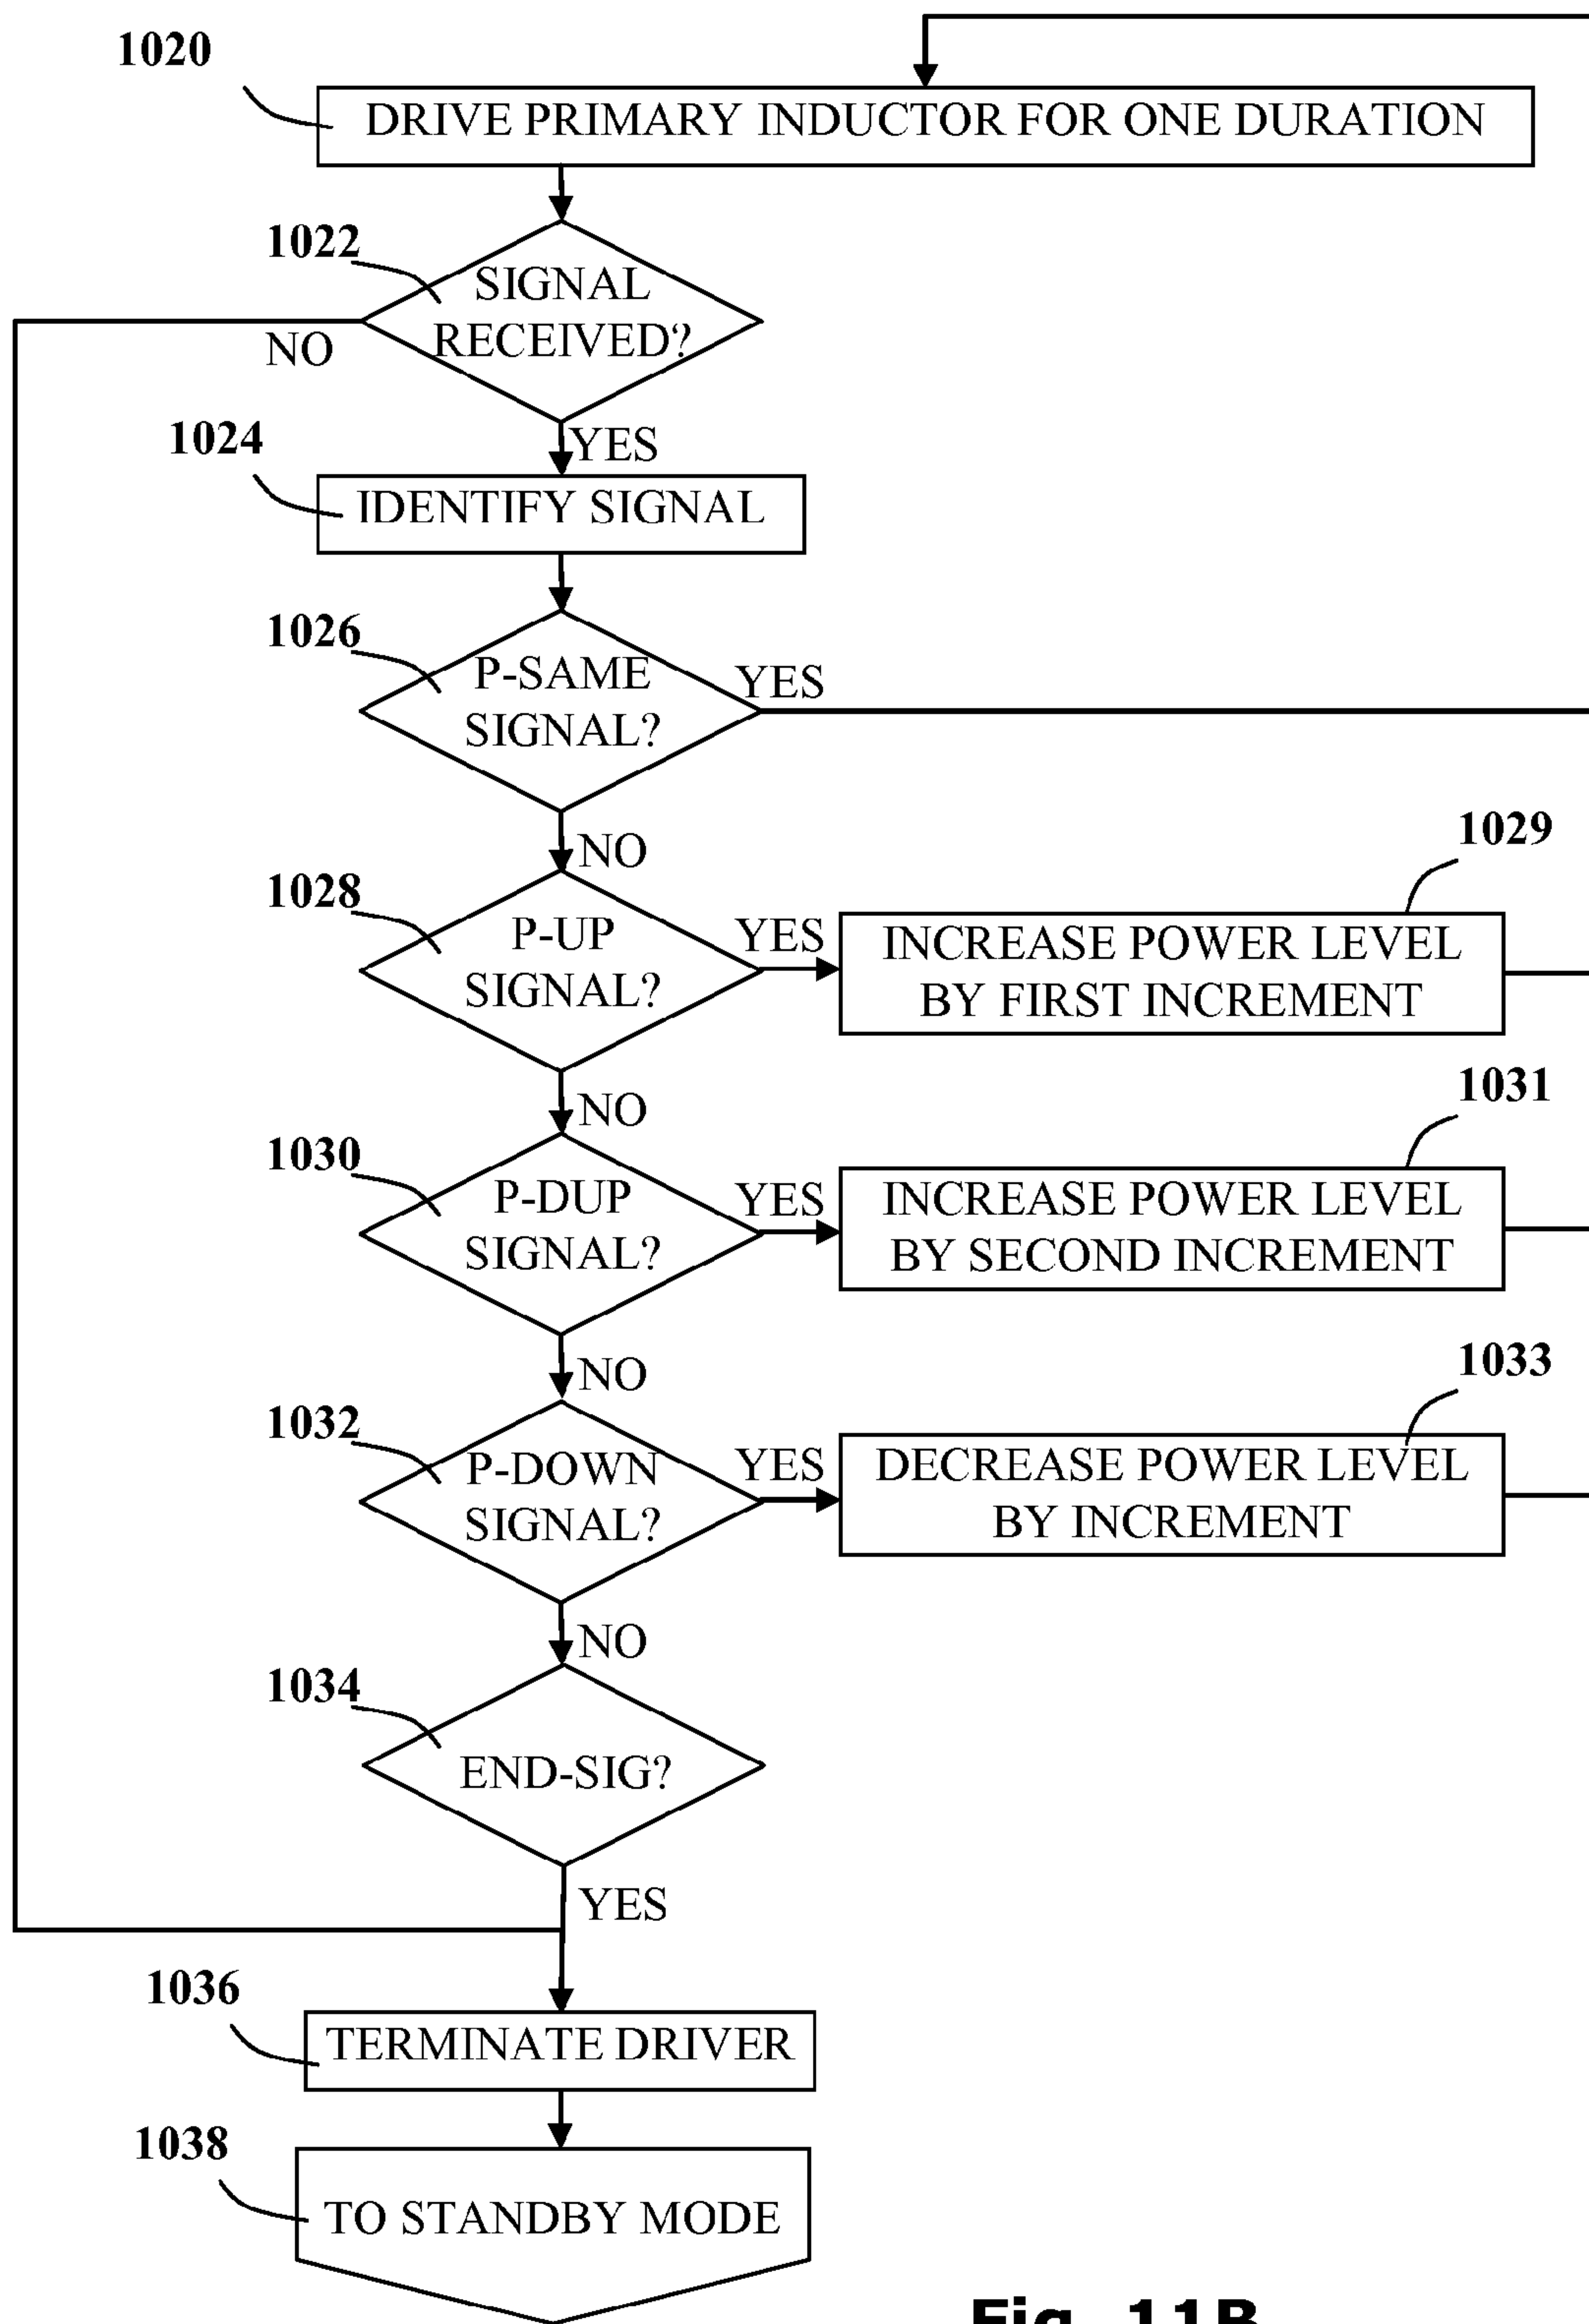 1020
DRIVE PRIMARY INDUCTOR FOR ONE DURATION
1022
SIGNAL
RECEIVED?
NO
YES
1024
IDENTIFY SIGNAL
1026
P-SAME
SIGNAL?
YES
NO
1028
P-UP
SIGNAL?
YES
1029
INCREASE POWER LEVEL
BY FIRST INCREMENT
NO
1030
P-DUP
SIGNAL?
YES
1031
INCREASE POWER LEVEL
BY SECOND INCREMENT
NO
1032
P-DOWN
SIGNAL?
YES
1033
DECREASE POWER LEVEL
BY INCREMENT
NO
1034
END-SIG?
YES
1036
TERMINATE DRIVER
1038
TO STANDBY MODE
Fig. 11B